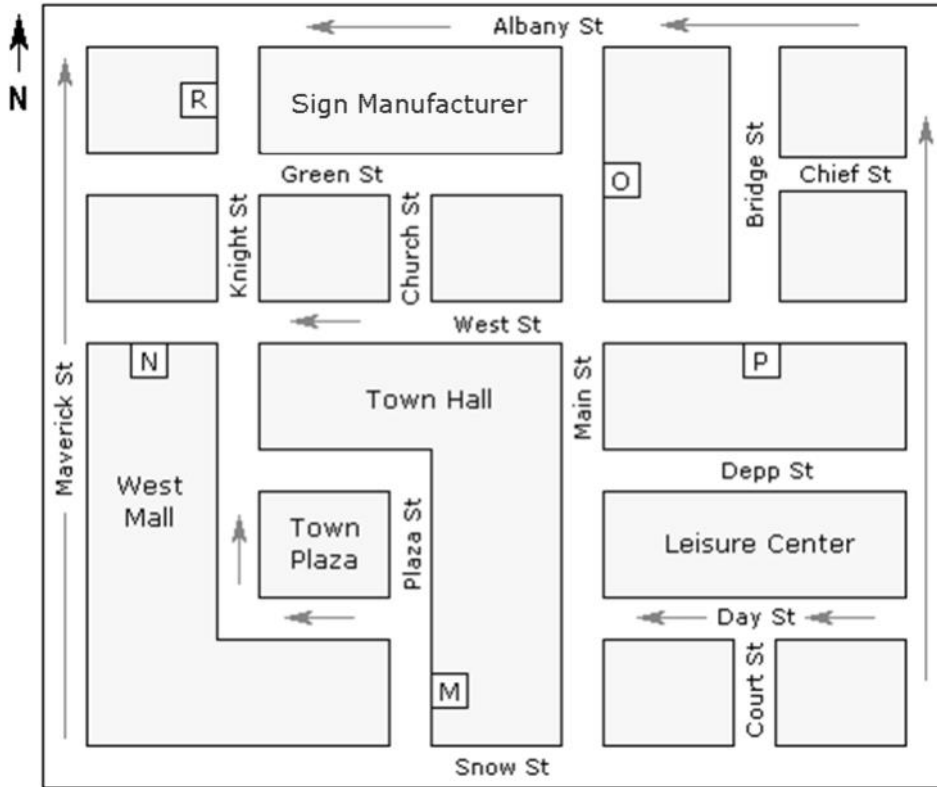 Albany St
N
R
Sign Manufacturer
Bridge St
Green St
O
Chief St
Knight St
Church St
West St
N
P
Maverick St
Town Hall
Main St
Depp St
West
Mall
Town
Plaza
Plaza St
Leisure Center
Day St
Court St
M
Snow St